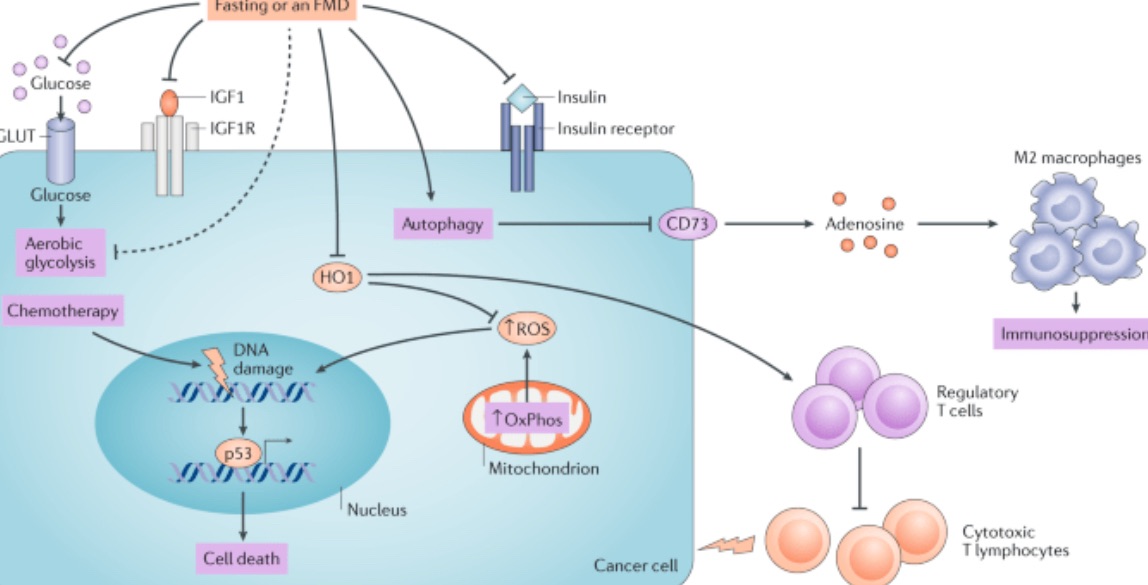 Fasting or an FMD
Glucose
IGF1
Insulin
GLUT
IGF1R
Insulin receptor
M2 macrophages
Glucose
Autophagy
CD73
Adenosine
Aerobic
glycolysis
HO1
Chemotherapy
↑ROS
Immunosuppression
DNA
damage
Regulatory
T cells
↑OxPhos
p53
Mitochondrion
Nucleus
Cytotoxic
T lymphocytes
Cell death
Cancer cell